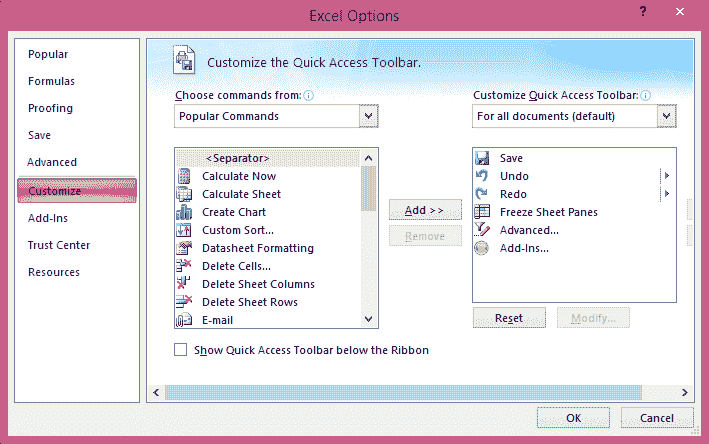 Excel Options
?
Popular
Formulas
Proofing
Save
Advanced
Customize
Add-Ins
Trust Center
Resources
Customize the Quick Access Toolbar.
Choose commands from:
Popular Commands
<Separator>
Calculate Now
Calculate Sheet
Create Chart
Custom Sort...
Datasheet Formatting
Delete Cells...
Delete Sheet Columns
Delete Sheet Rows
E-mail
Add >>
Remove
Customize Quick Access Toolbar:
For all documents (default)
Save
Undo
Redo
Freeze Sheet Panes
Advanced...
Add-Ins...
Reset
Modify...
Show Quick Access Toolbar below the Ribbon
OK
Cancel